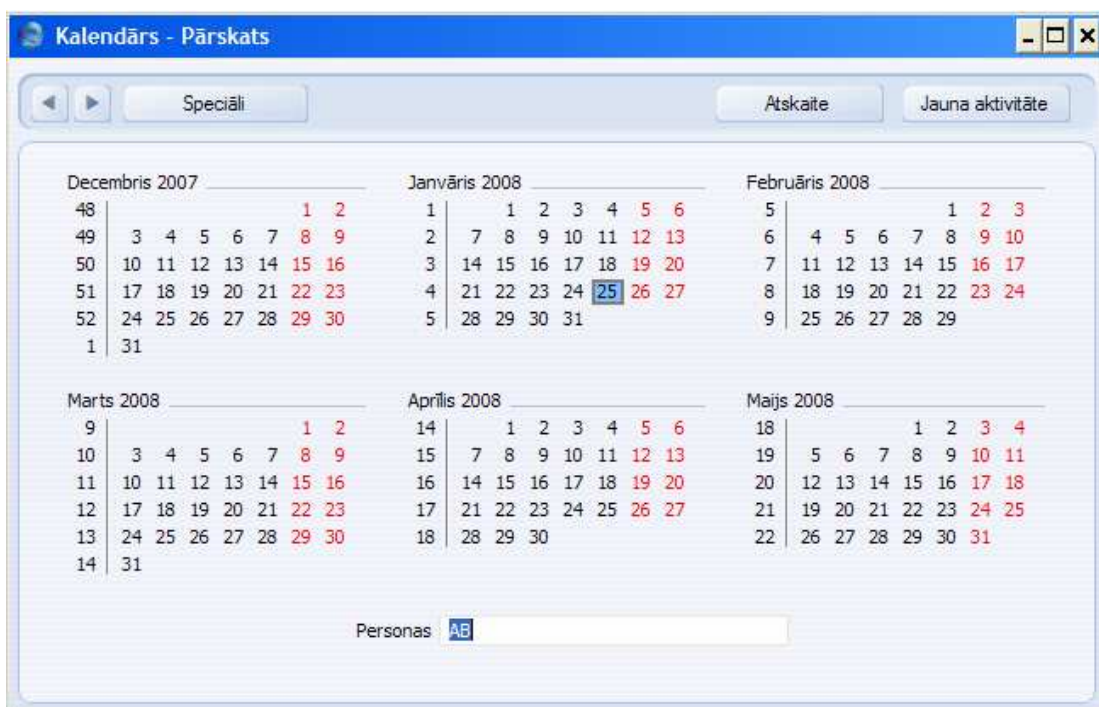 Kalendārs - Pārskats
Speciāli Atskaite Jauna aktivitāte
Decembris 2007
48 1 2
49 3 4 5 6 7 8 9
50 10 11 12 13 14 15 16
51 17 18 19 20 21 22 23
52 24 25 26 27 28 29 30
1 31
Janvāris 2008
1 1 2 3 4 5 6
2 7 8 9 10 11 12 13
3 14 15 16 17 18 19 20
4 21 22 23 24 25 26 27
5 28 29 30 31
Februāris 2008
5 1 2 3
6 4 5 6 7 8 9 10
7 11 12 13 14 15 16 17
8 18 19 20 21 22 23 24
9 25 26 27 28 29
Marts 2008
9 1 2
10 3 4 5 6 7 8 9
11 10 11 12 13 14 15 16
12 17 18 19 20 21 22 23
13 24 25 26 27 28 29 30
14 31
Aprīlis 2008
14 1 2 3 4 5 6
15 7 8 9 10 11 12 13
16 14 15 16 17 18 19 20
17 21 22 23 24 25 26 27
18 28 29 30
Maijs 2008
18 1 2 3 4
19 5 6 7 8 9 10 11
20 12 13 14 15 16 17 18
21 19 20 21 22 23 24 25
22 26 27 28 29 30 31
Personas AB